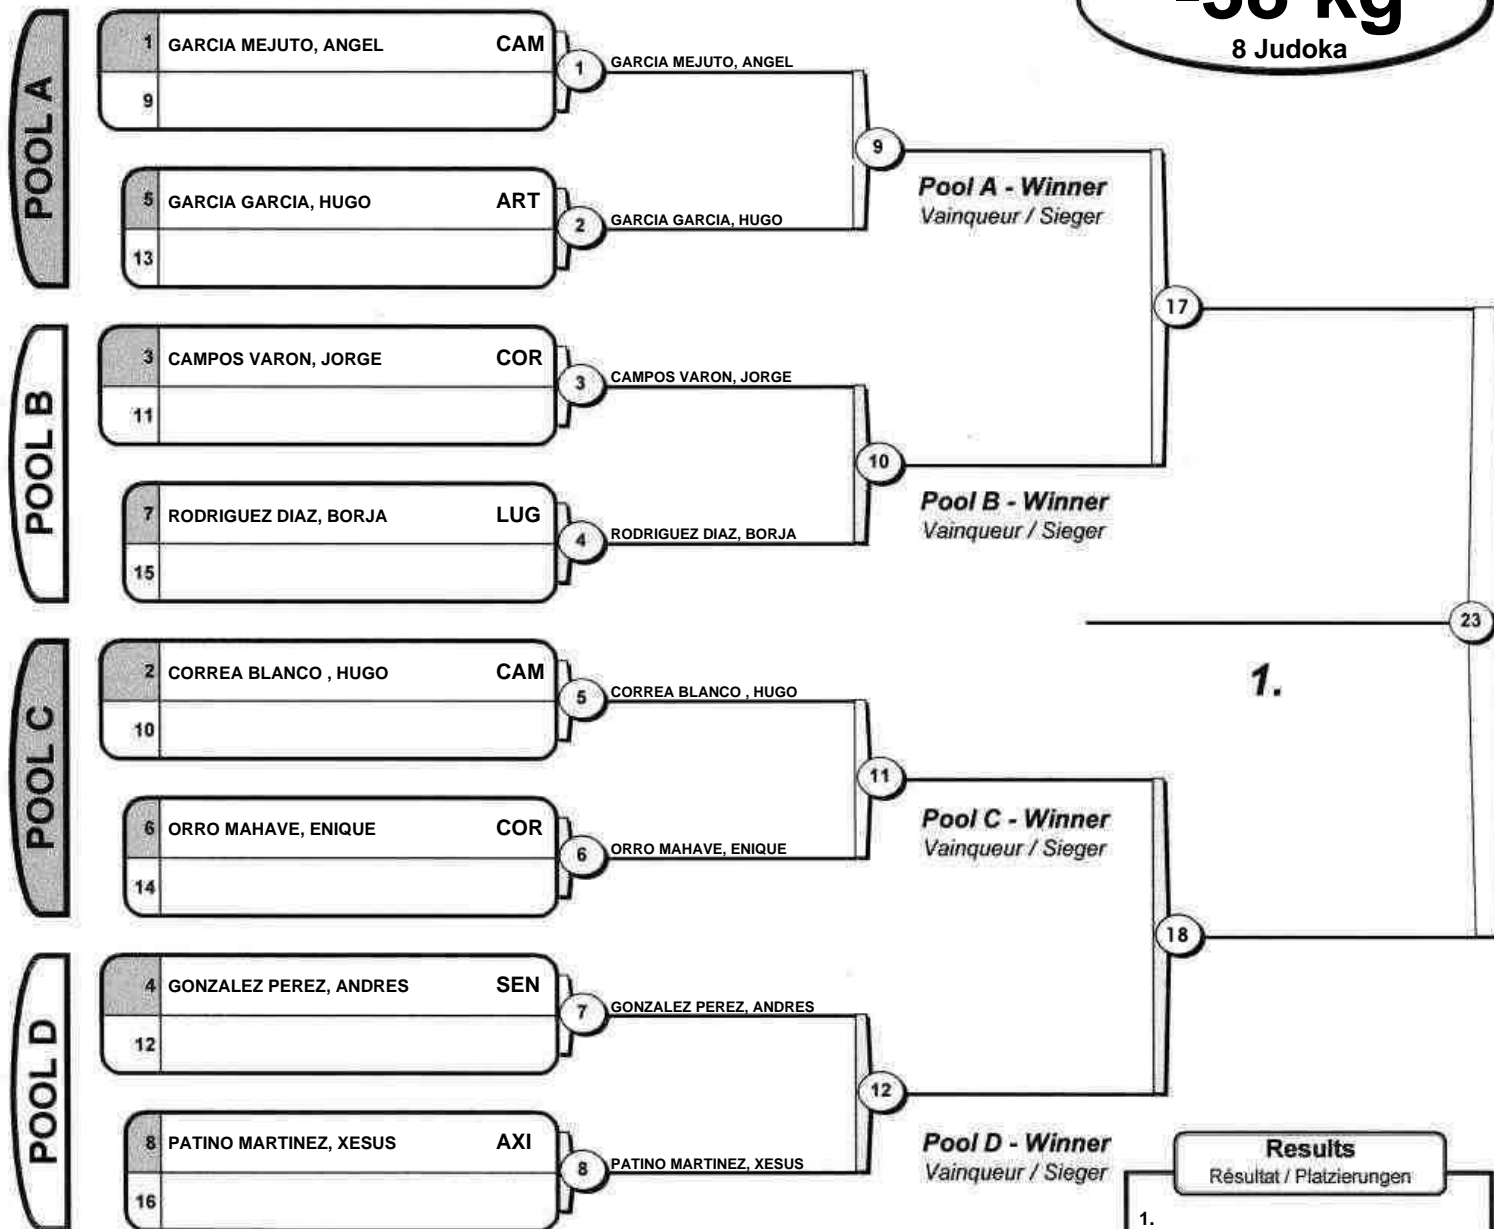 -38 kg
8 Judoka
POOL A
1 GARCIA MEJUTO, ANGEL CAM
9
1 GARCIA MEJUTO, ANGEL
5 GARCIA GARCIA, HUGO ART
13
2 GARCIA GARCIA, HUGO
9
Pool A - Winner
Vainqueur / Sieger
POOL B
3 CAMPOS VARON, JORGE COR
11
3 CAMPOS VARON, JORGE
7 RODRIGUEZ DIAZ, BORJA LUG
15
4 RODRIGUEZ DIAZ, BORJA
10
Pool B - Winner
Vainqueur / Sieger
17
POOL C
2 CORREA BLANCO , HUGO CAM
10
5 CORREA BLANCO , HUGO
6 ORRO MAHAVE, ENIQUE COR
14
6 ORRO MAHAVE, ENIQUE
11
Pool C - Winner
Vainqueur / Sieger
POOL D
4 GONZALEZ PEREZ, ANDRES SEN
12
7 GONZALEZ PEREZ, ANDRES
8 PATINO MARTINEZ, XESUS AXI
16
8 PATINO MARTINEZ, XESUS
12
Pool D - Winner
Vainqueur / Sieger
18
23
1.
Results
Résultat / Platzierungen
1.